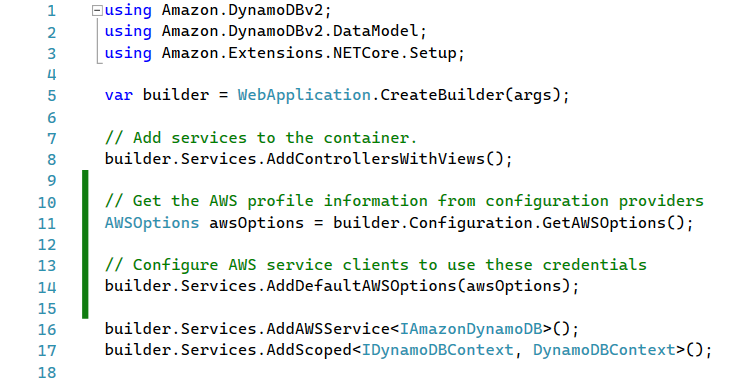 1 using Amazon.DynamoDBv2;
2 using Amazon.DynamoDBv2.DataModel;
3 using Amazon.Extensions.NETCore.Setup;
4
5 var builder = WebApplication.CreateBuilder(args);
6
7 // Add services to the container.
8 builder.Services.AddControllersWithViews();
9
10 // Get the AWS profile information from configuration providers
11 AWSOptions awsOptions = builder.Configuration.GetAWSOptions();
12
13 // Configure AWS service clients to use these credentials
14 builder.Services.AddDefaultAWSOptions(awsOptions);
15
16 builder.Services.AddAWSService<IAmazonDynamoDB>();
17 builder.Services.AddScoped<IDynamoDBContext, DynamoDBContext>();
18